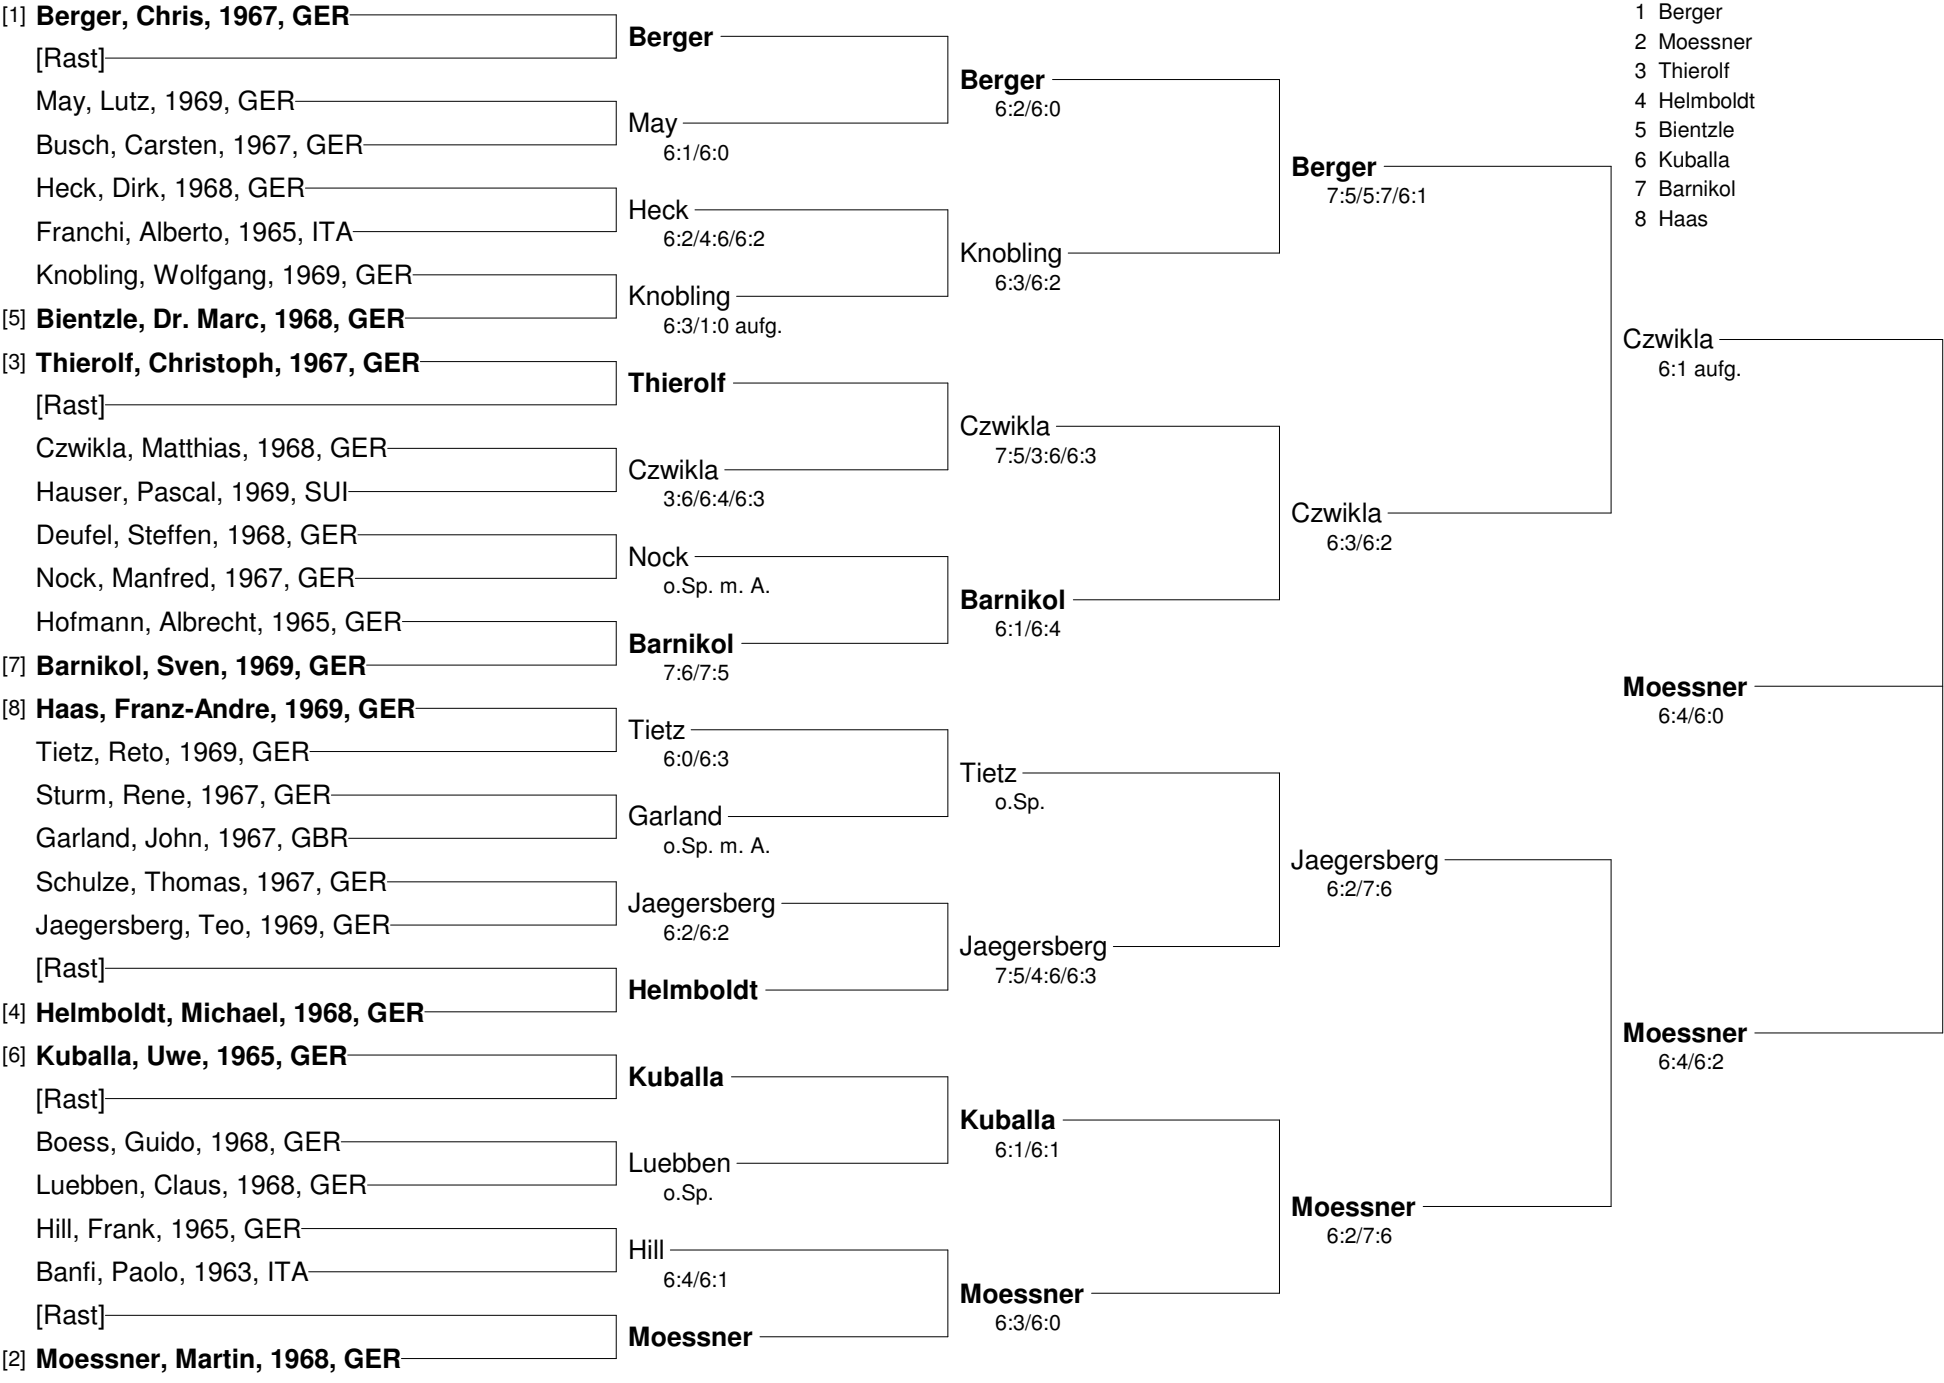 [1] Berger, Chris, 1967, GER
[Rast]
May, Lutz, 1969, GER
Busch, Carsten, 1967, GER
Heck, Dirk, 1968, GER
Franchi, Alberto, 1965, ITA
Knobling, Wolfgang, 1969, GER
[5] Bientzle, Dr. Marc, 1968, GER
[3] Thierolf, Christoph, 1967, GER
[Rast]
Czwikla, Matthias, 1968, GER
Hauser, Pascal, 1969, SUI
Deufel, Steffen, 1968, GER
Nock, Manfred, 1967, GER
Hofmann, Albrecht, 1965, GER
[7] Barnikol, Sven, 1969, GER
[8] Haas, Franz-Andre, 1969, GER
Tietz, Reto, 1969, GER
Sturm, Rene, 1967, GER
Garland, John, 1967, GBR
Schulze, Thomas, 1967, GER
Jaegersberg, Teo, 1969, GER
[Rast]
[4] Helmboldt, Michael, 1968, GER
[6] Kuballa, Uwe, 1965, GER
[Rast]
Boess, Guido, 1968, GER
Luebben, Claus, 1968, GER
Hill, Frank, 1965, GER
Banfi, Paolo, 1963, ITA
[Rast]
[2] Moessner, Martin, 1968, GER
Berger
May
6:1/6:0
Heck
6:2/4:6/6:2
Knobling
6:3/1:0 aufg.
Thierolf
Czwikla
3:6/6:4/6:3
Nock
o.Sp. m. A.
Barnikol
7:6/7:5
Tietz
6:0/6:3
Garland
o.Sp. m. A.
Jaegersberg
6:2/6:2
Helmboldt
Kuballa
Luebben
o.Sp.
Hill
6:4/6:1
Moessner
Berger
6:2/6:0
Knobling
6:3/6:2
Czwikla
7:5/3:6/6:3
Barnikol
6:1/6:4
Tietz
o.Sp.
Jaegersberg
7:5/4:6/6:3
Kuballa
6:1/6:1
Moessner
6:3/6:0
Berger
7:5/5:7/6:1
Czwikla
6:3/6:2
Jaegersberg
6:2/7:6
Moessner
6:2/7:6
1 Berger
2 Moessner
3 Thierolf
4 Helmboldt
5 Bientzle
6 Kuballa
7 Barnikol
8 Haas
Czwikla
6:1 aufg.
Moessner
6:4/6:0
Moessner
6:4/6:2